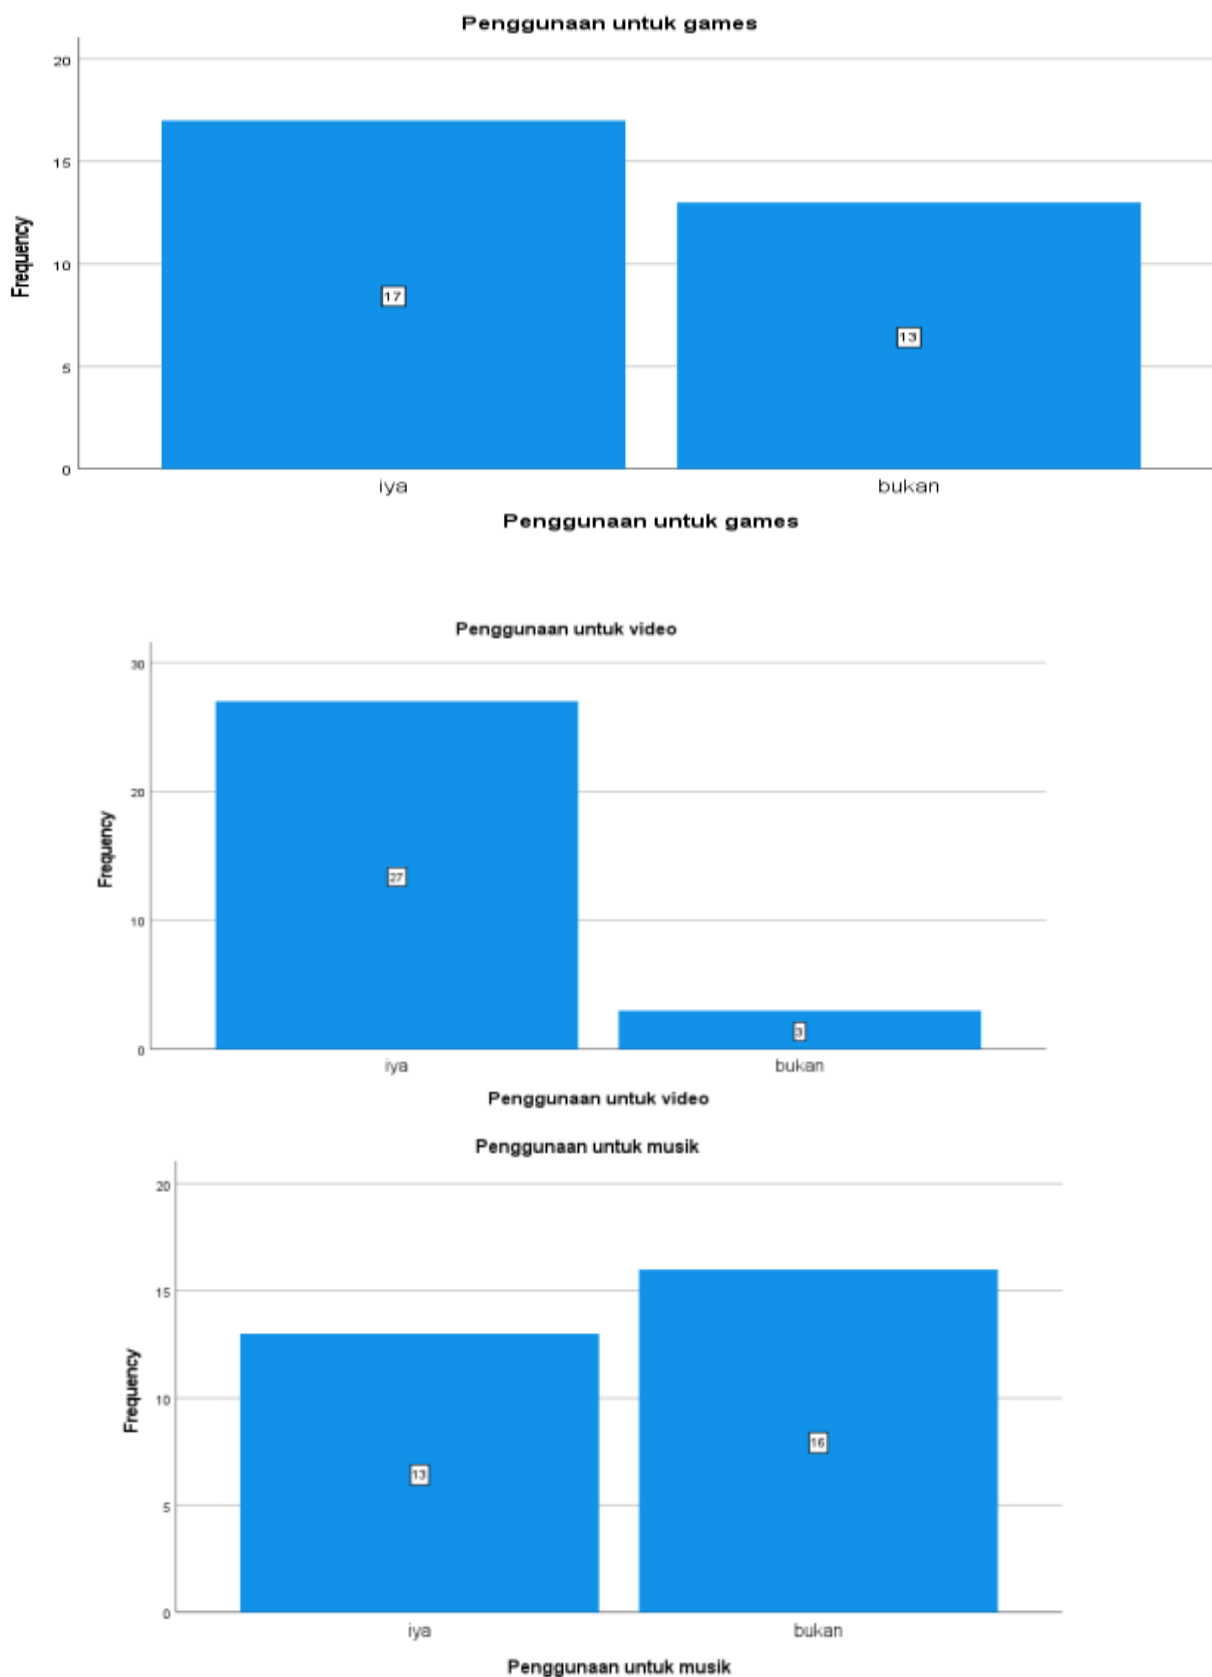 Penggunaan untuk games
20
15
10
5
0
Frequency
17
13
iya bukan
Penggunaan untuk games
Penggunaan untuk video
30
20
10
0
Frequency
27
3
iya bukan
Penggunaan untuk video
Penggunaan untuk musik
20
15
10
5
0
Frequency
13
16
iya bukan
Penggunaan untuk musik